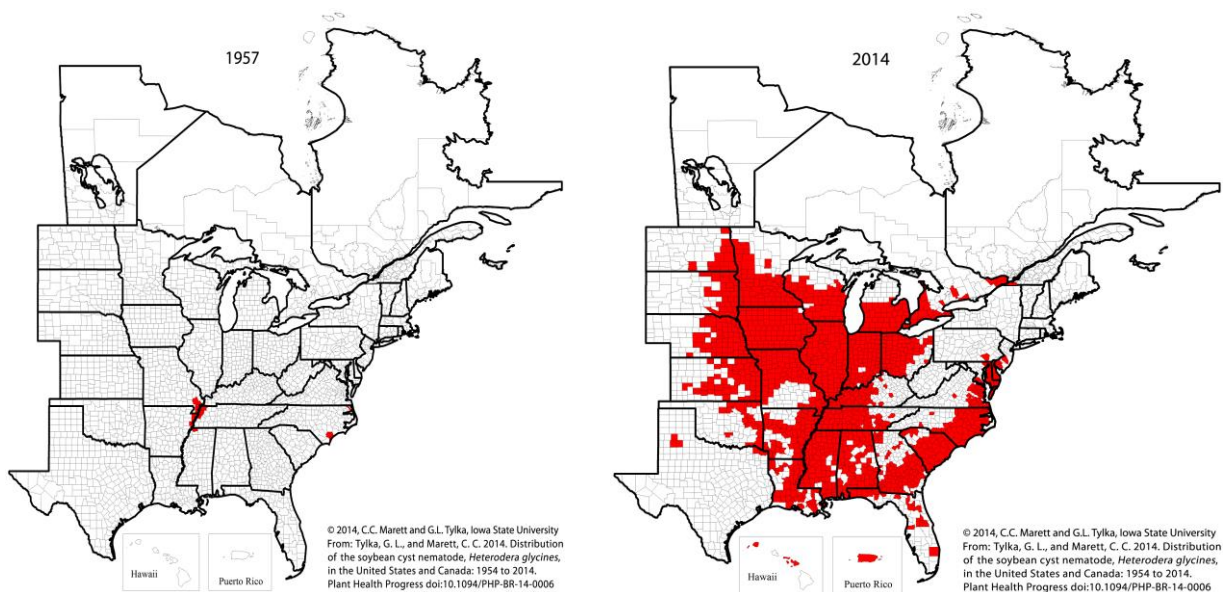 1957
Hawaii
Puerto Rico
© 2014, C.C. Marett and G.L. Tylka, Iowa State University
From: Tylka, G. L., and Marett, C. C. 2014. Distribution
of the soybean cyst nematode, Heterodera glycines,
in the United States and Canada: 1954 to 2014.
Plant Health Progress doi:10.1094/PHP-BR-14-0006
2014
Hawaii
Puerto Rico
© 2014, C.C. Marett and G.L. Tylka, Iowa State University
From: Tylka, G. L., and Marett, C. C. 2014. Distribution
of the soybean cyst nematode, Heterodera glycines,
in the United States and Canada: 1954 to 2014.
Plant Health Progress doi:10.1094/PHP-BR-14-0006